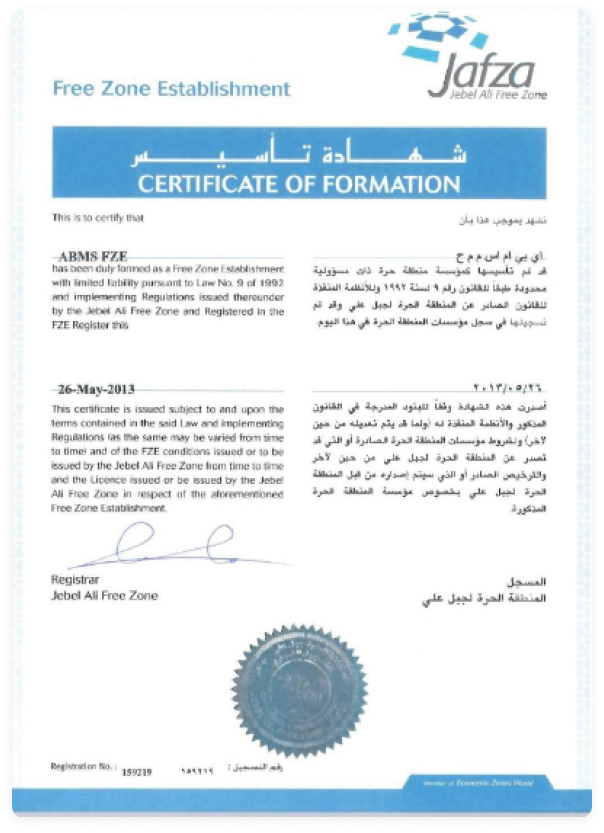 Jafza
Jebel Ali Free Zone
Free Zone Establishment
شهادة تأسيس
CERTIFICATE OF FORMATION
This is to certify that
نشهد بموجب هذا بأن
ABMS FZE
اي بي ام اس م م ح
has been duly formed as a Free Zone Establishment
with limited liability pursuant to Law No. 9 of 1992
and implementing Regulations issued thereunder
by the Jebel Ali Free Zone and Registered in the
FZE Register this
قد تم تأسيسها كمؤسسة منطقة حرة ذات مسؤولية
محدودة طبقاً للقانون رقم ٩ لسنة ١٩٩٢ وللأنظمة المنفذة
للقانون الصادر عن المنطقة الحرة لجبل علي وقد تم
تسجيلها في سجل مؤسسات المنطقة الحرة في هذا اليوم.
26-May-2013
٢٠١٣/٠٥/٢٦
This certificate is issued subject to and upon the
terms contained in the said Law and implementing
Regulations (as the same may be varied from time
to time) and of the FZE conditions issued or to be
issued by the Jebel Ali Free Zone from time to time
and the Licence issued or be issued by the Jebel
Ali Free Zone in respect of the aforementioned
Free Zone Establishment.
أصدرت هذه الشهادة وفقاً للبنود المدرجة في القانون
المذكور والأنظمة المنفذة له (ولما قد يتم تعديله من حين
لآخر) ولشروط مؤسسات المنطقة الحرة الصادرة أو التي قد
تصدر عن المنطقة الحرة لجبل علي من حين لآخر
والترخيص الصادر أو الذي سيتم إصداره من قبل المنطقة
الحرة لجبل علي بخصوص مؤسسة المنطقة الحرة
المذكورة.
Registrar
Jebel Ali Free Zone
المسجل
المنطقة الحرة لجبل علي
Registration No.: 159219
١٥٩٢١٩ رقم التسجيل:
Member of Economic Zones World